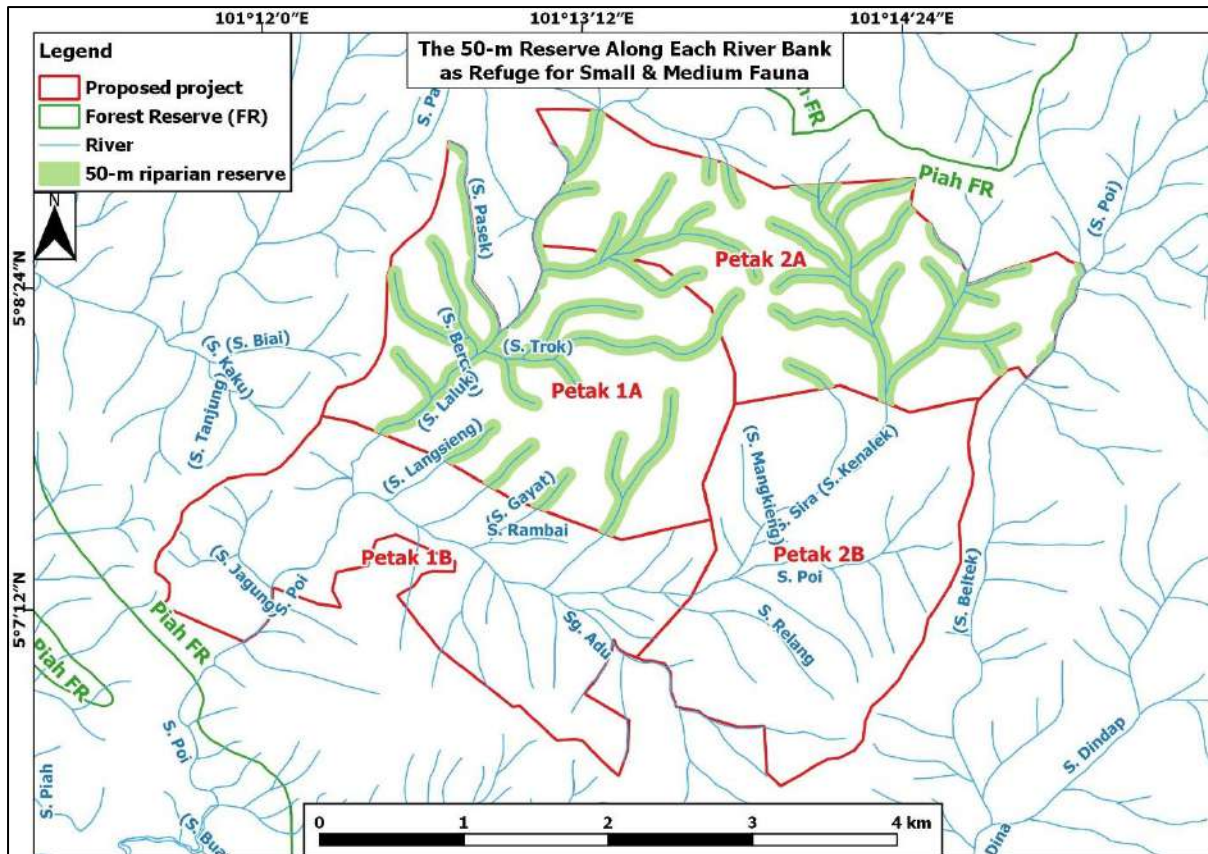 101°12′0″E
101°13′12″E
101°14′24″E
Legend
Proposed project
Forest Reserve (FR)
River
50-m riparian reserve
The 50-m Reserve Along Each River Bank
as Refuge for Small & Medium Fauna
N
5°8′24″N
5°7′12″N
S. Pa
FR
Piah FR
(S. Poi)
(S. Pasek)
Petak 2A
(S. Biai)
(S. Kaku)
(S. Tanjung)
(S. Trok)
(S. Laluk)
Petak 1A
(S. Langsieng)
(S. Gayat)
S. Rambai
(S. Mangkieng)
S. Sira
(S. Kenalek)
Petak 1B
Petak 2B
S. Poi
(S. Jagung)
S. Poi
(S. Beltek)
Piah FR
Piah FR
Sg. Adu
S. Relang
S. Poi
S. Dindap
S. Piah
(S. Bua
Dina
0
1
2
3
4 km